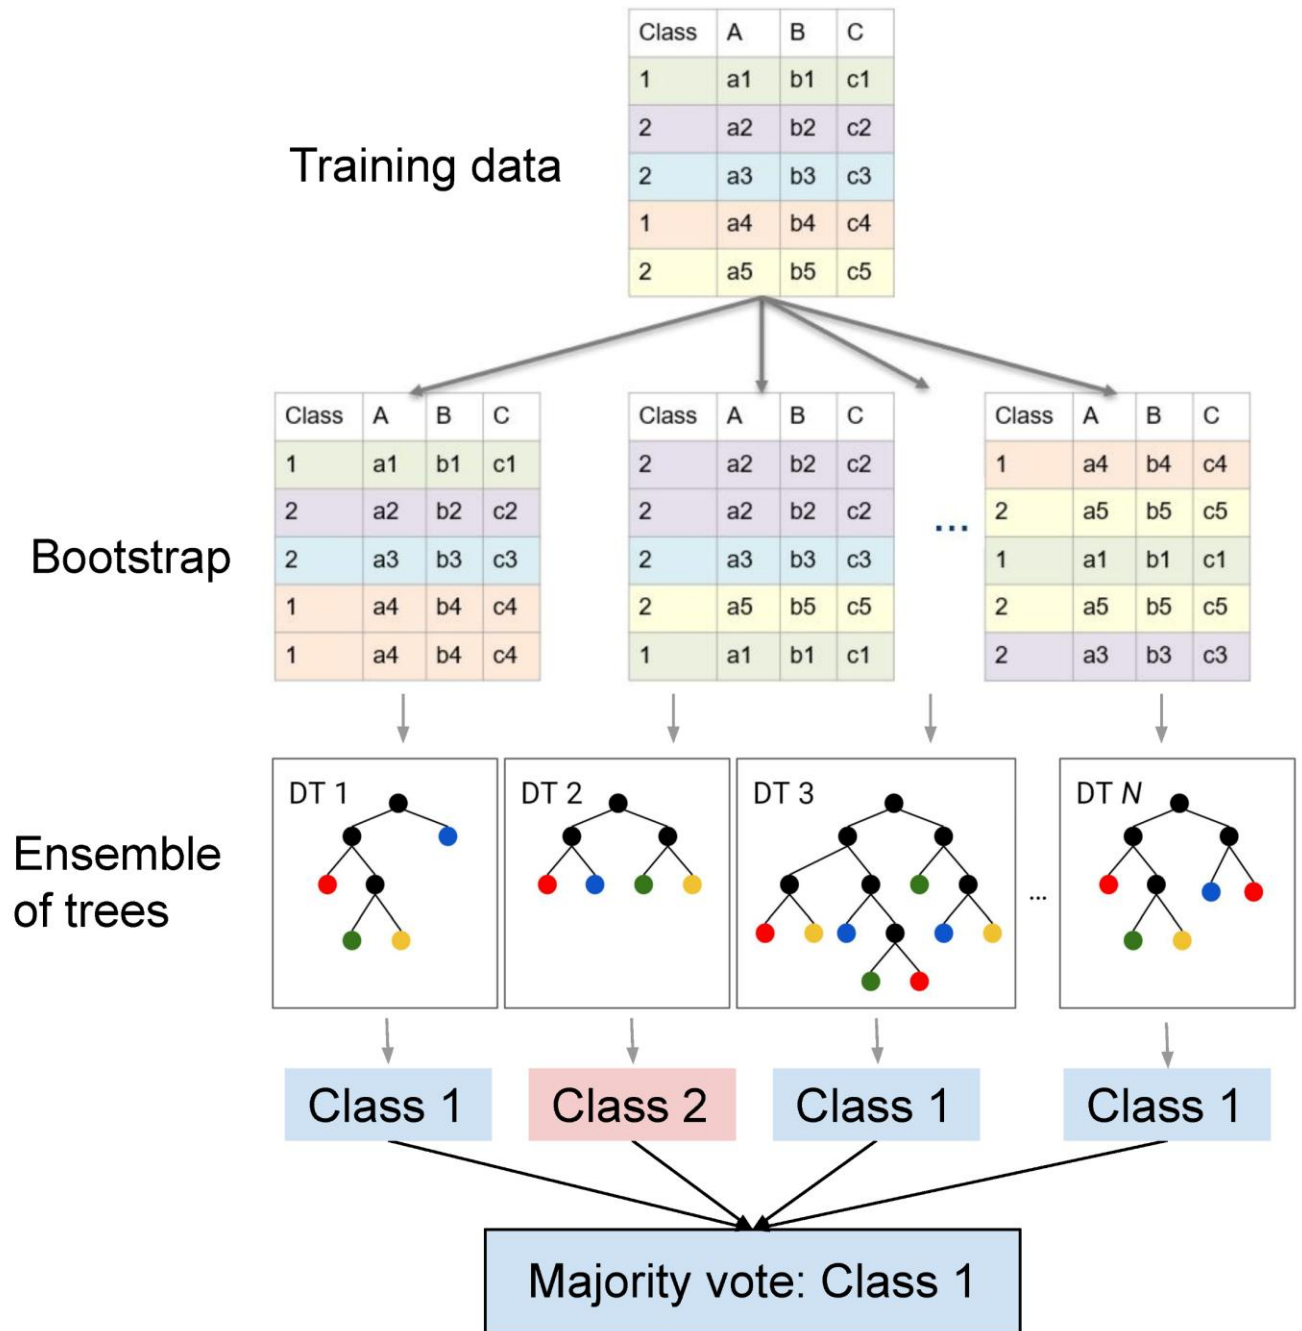 Class A B C
1 a1 b1 c1
2 a2 b2 c2
Training data
2 a3 b3 c3
1 a4 b4 c4
2 a5 b5 c5
Class A B C
1 a1 b1 c1
2 a2 b2 c2
2 a3 b3 c3
1 a4 b4 c4
1 a4 b4 c4
Class A B C
2 a2 b2 c2
2 a2 b2 c2
2 a3 b3 c3
2 a5 b5 c5
1 a1 b1 c1
...
Class A B C
1 a4 b4 c4
2 a5 b5 c5
1 a1 b1 c1
2 a5 b5 c5
2 a3 b3 c3
Bootstrap
DT 1
DT 2
DT 3
DT N
Ensemble
of trees
...
Class 1
Class 2
Class 1
Class 1
Majority vote: Class 1